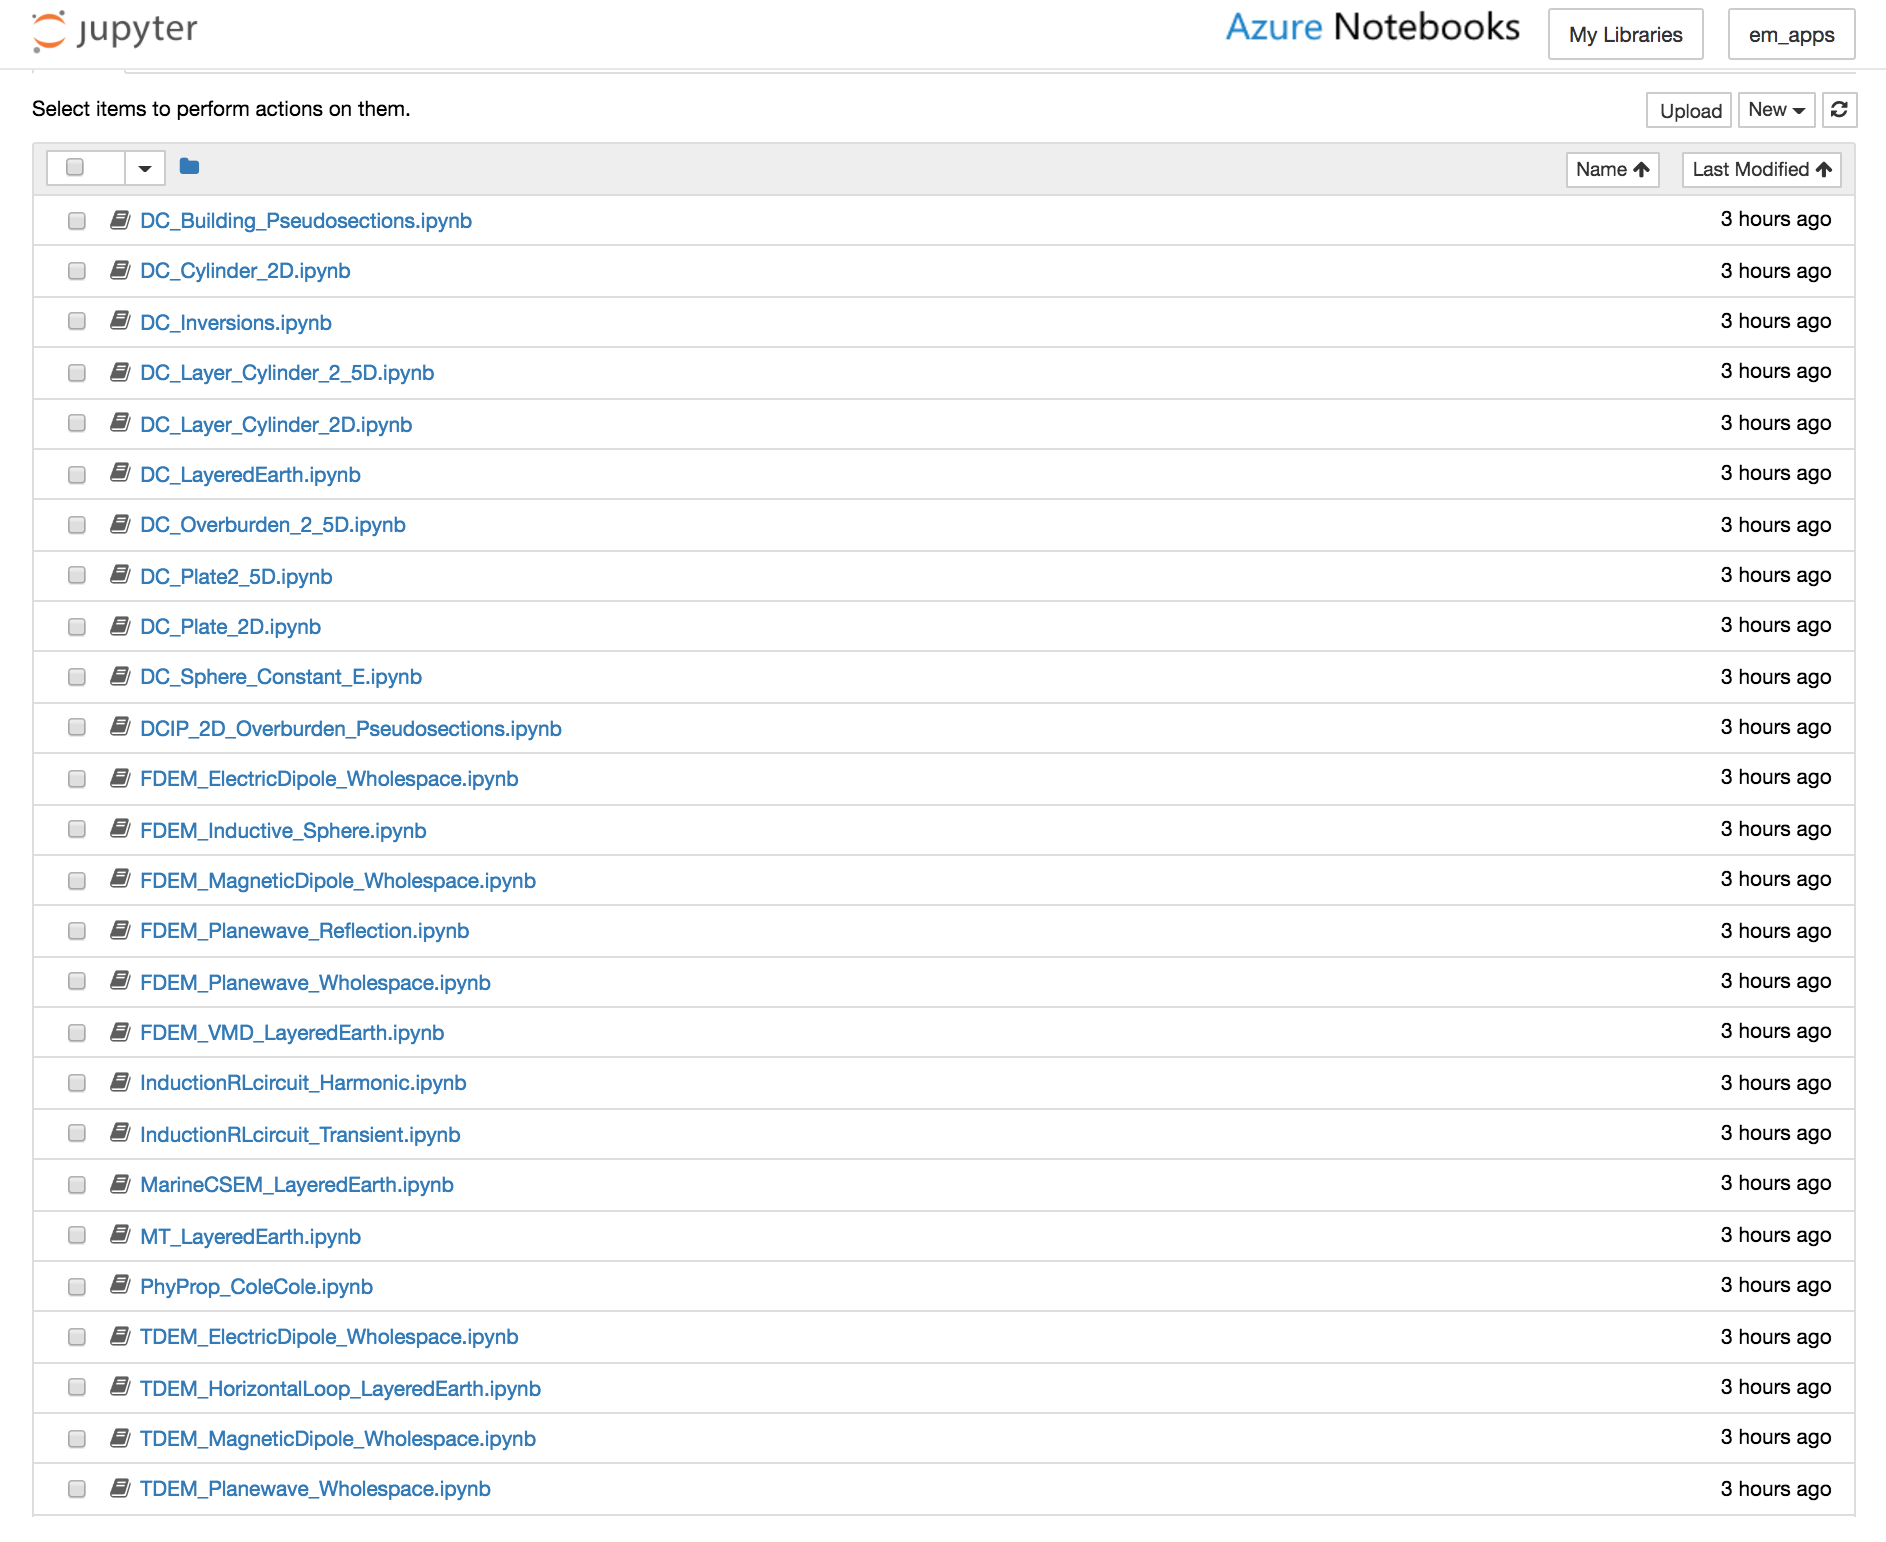 jupyter
Azure Notebooks
My Libraries
em_apps
Select items to perform actions on them.
Upload
New
Name
Last Modified
DC_Building_Pseudosections.ipynb 3 hours ago
DC_Cylinder_2D.ipynb 3 hours ago
DC_Inversions.ipynb 3 hours ago
DC_Layer_Cylinder_2_5D.ipynb 3 hours ago
DC_Layer_Cylinder_2D.ipynb 3 hours ago
DC_LayeredEarth.ipynb 3 hours ago
DC_Overburden_2_5D.ipynb 3 hours ago
DC_Plate2_5D.ipynb 3 hours ago
DC_Plate_2D.ipynb 3 hours ago
DC_Sphere_Constant_E.ipynb 3 hours ago
DCIP_2D_Overburden_Pseudosections.ipynb 3 hours ago
FDEM_ElectricDipole_Wholespace.ipynb 3 hours ago
FDEM_Inductive_Sphere.ipynb 3 hours ago
FDEM_MagneticDipole_Wholespace.ipynb 3 hours ago
FDEM_Planewave_Reflection.ipynb 3 hours ago
FDEM_Planewave_Wholespace.ipynb 3 hours ago
FDEM_VMD_LayeredEarth.ipynb 3 hours ago
InductionRLcircuit_Harmonic.ipynb 3 hours ago
InductionRLcircuit_Transient.ipynb 3 hours ago
MarineCSEM_LayeredEarth.ipynb 3 hours ago
MT_LayeredEarth.ipynb 3 hours ago
PhyProp_ColeCole.ipynb 3 hours ago
TDEM_ElectricDipole_Wholespace.ipynb 3 hours ago
TDEM_HorizontalLoop_LayeredEarth.ipynb 3 hours ago
TDEM_MagneticDipole_Wholespace.ipynb 3 hours ago
TDEM_Planewave_Wholespace.ipynb 3 hours ago